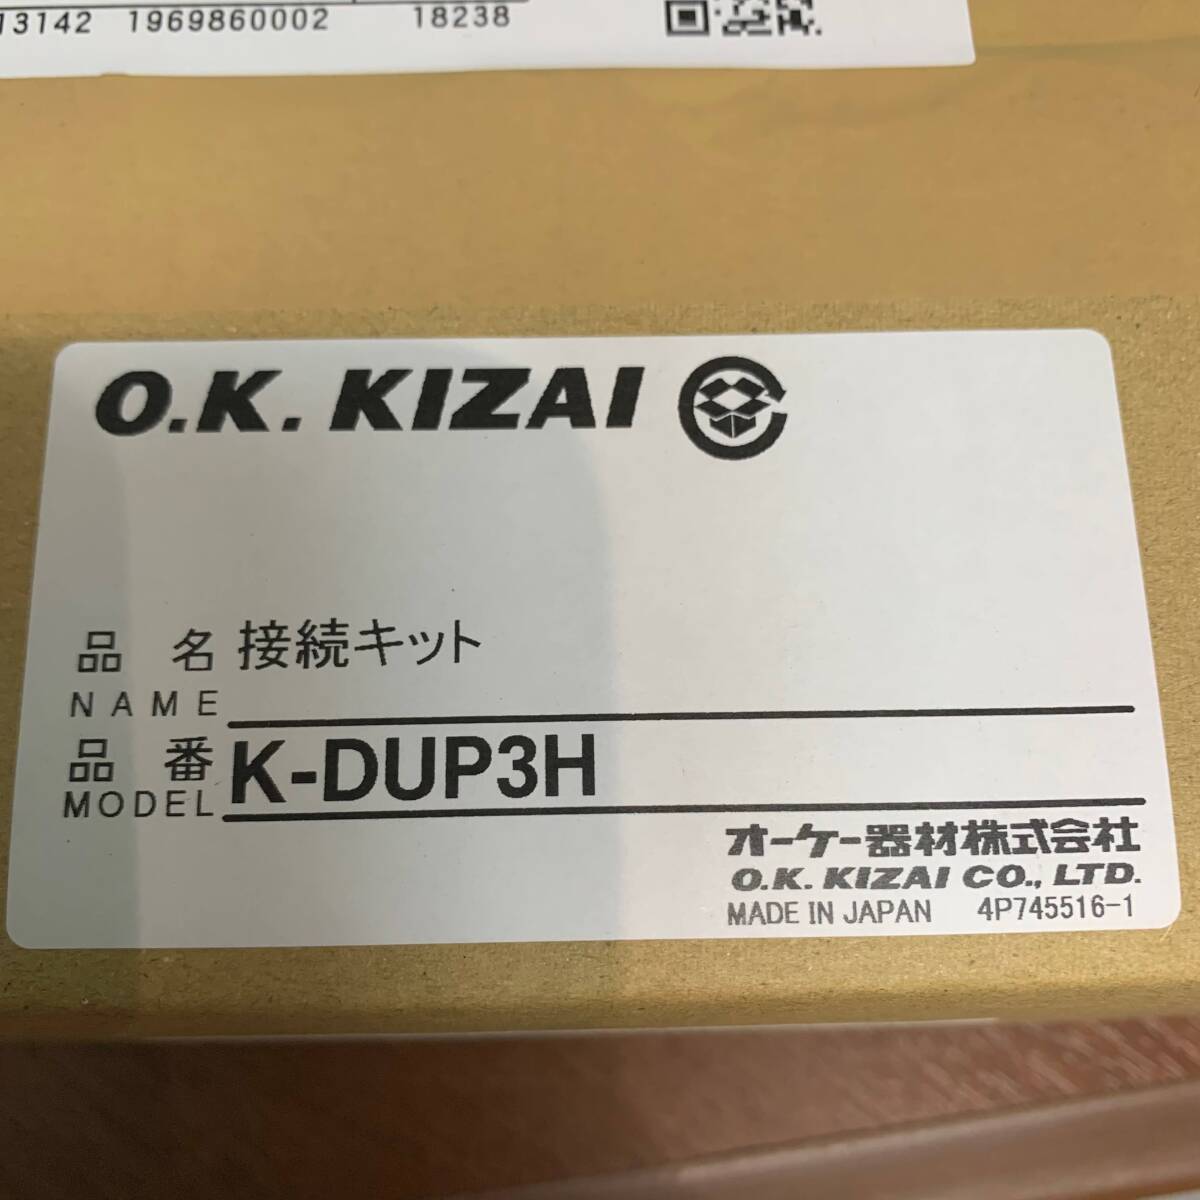 13142 1969860002 18238
O.K. KIZAI
品 名 接続キット
NAME
品 番 K-DUP3H
MODEL
オーケー器材株式会社
O.K. KIZAI CO., LTD.
MADE IN JAPAN 4P745516-1